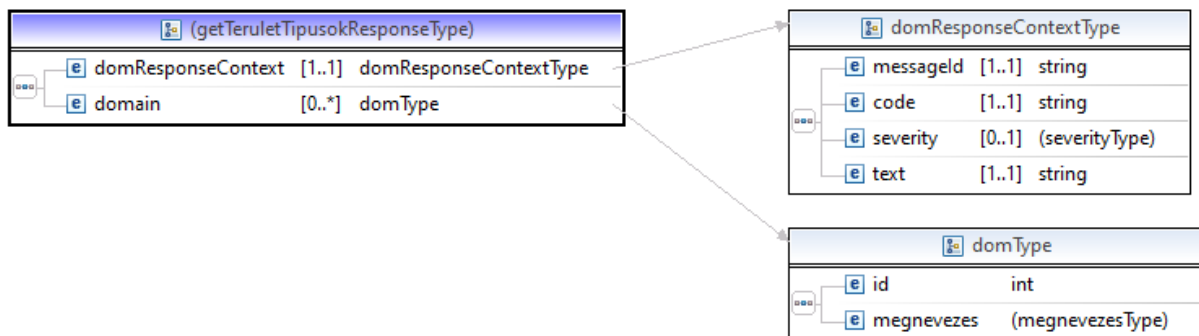 (getTeruletTipusokResponseType)
e domResponseContext [1..1] domResponseContextType
e domain [0..*] domType
domResponseContextType
e messageId [1..1] string
e code [1..1] string
e severity [0..1] (severityType)
e text [1..1] string
domType
e id int
e megnevezes (megnevezesType)